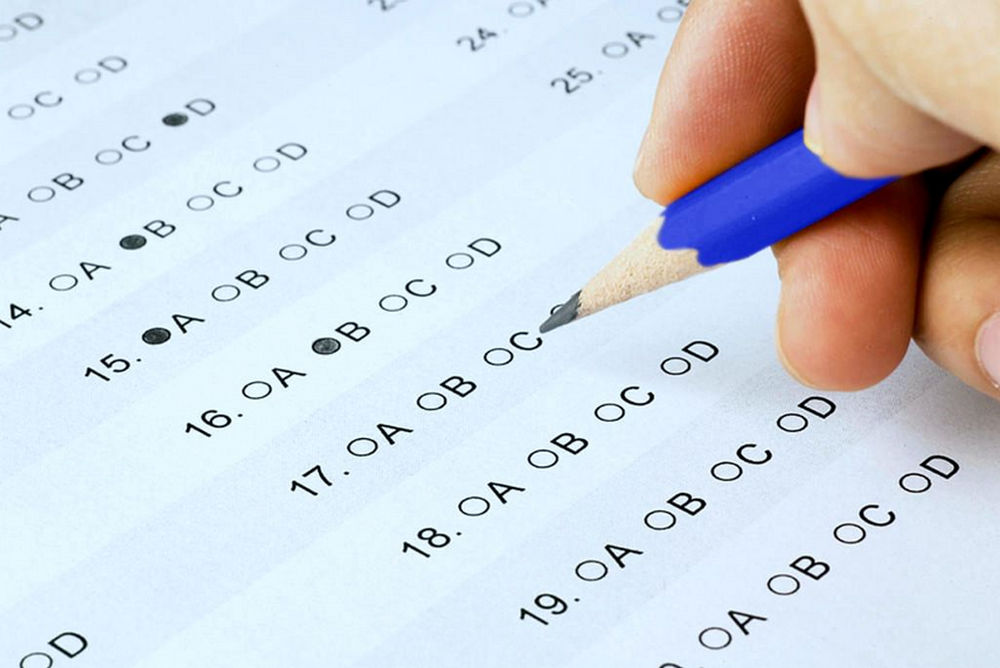 D
C D
A B C D
14. A B C D
15. A B C D
16. A B C D
17. A B C
18. A B C D
19. A B C D
A B C D
24.
25. A
D